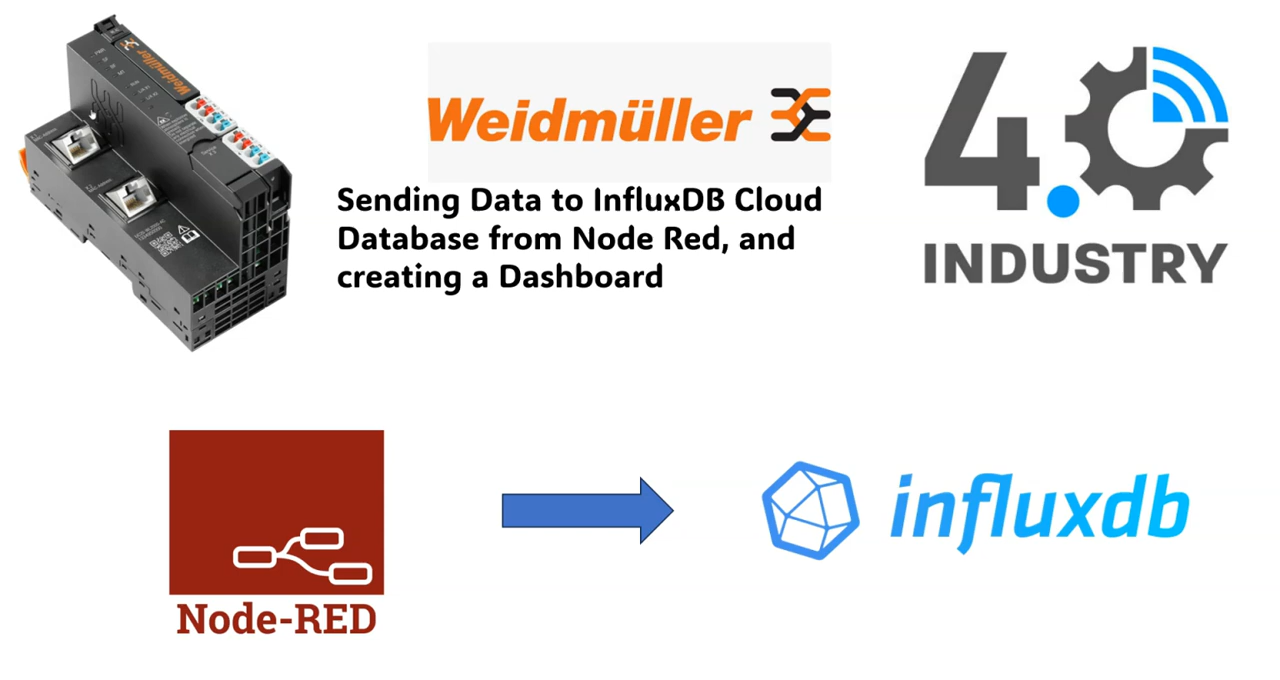 Weidmüller
Weidmüller
Sending Data to InfluxDB Cloud
Database from Node Red, and
creating a Dashboard
4.0
INDUSTRY
Node-RED
influxdb